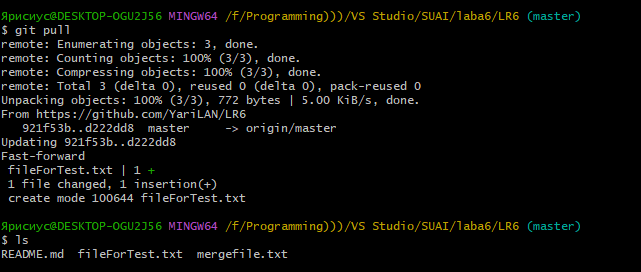 Ярисиус@DESKTOP-OGU2J56 MINGW64 /f/Programming)))/VS Studio/SUAI/laba6/LR6 (master)
$ git pull
remote: Enumerating objects: 3, done.
remote: Counting objects: 100% (3/3), done.
remote: Compressing objects: 100% (3/3), done.
remote: Total 3 (delta 0), reused 0 (delta 0), pack-reused 0
Unpacking objects: 100% (3/3), 772 bytes | 5.00 KiB/s, done.
From https://github.com/YariLAN/LR6
   921f53b..d222dd8  master     -> origin/master
Updating 921f53b..d222dd8
Fast-forward
 fileForTest.txt | 1 +
 1 file changed, 1 insertion(+)
 create mode 100644 fileForTest.txt
Ярисиус@DESKTOP-OGU2J56 MINGW64 /f/Programming)))/VS Studio/SUAI/laba6/LR6 (master)
$ ls
README.md  fileForTest.txt  mergefile.txt